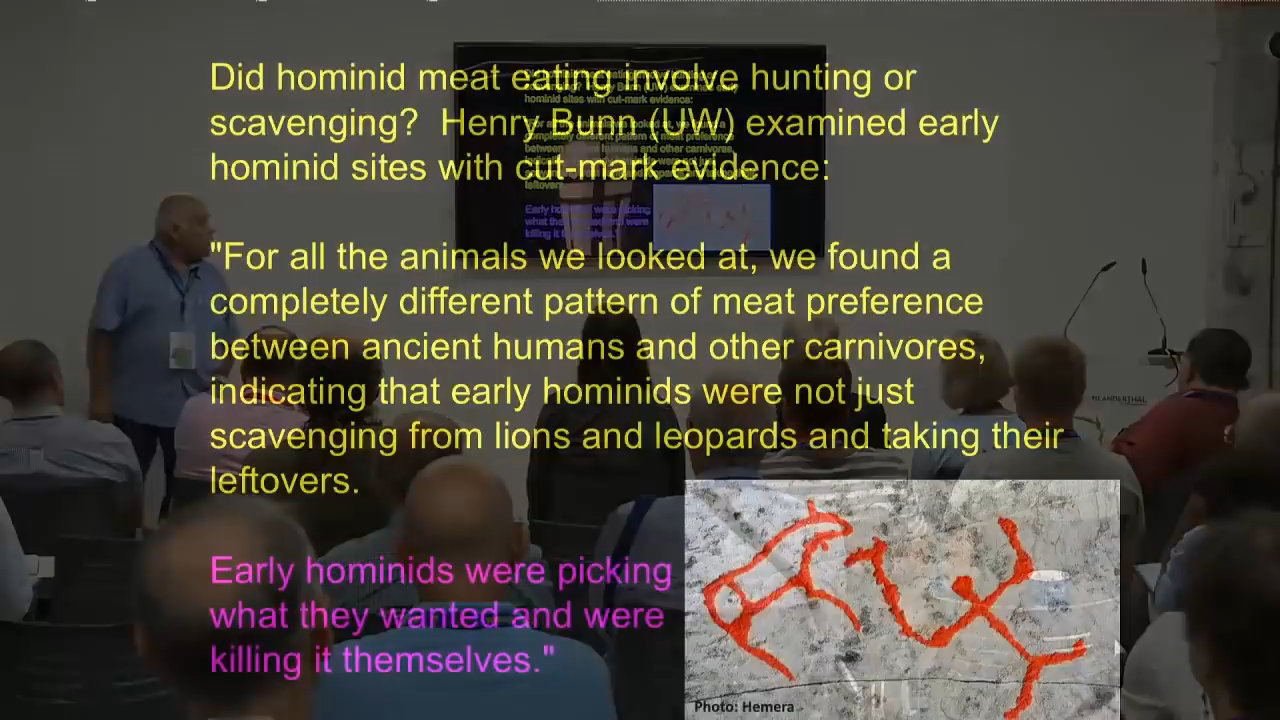 Did hominid meat eating involve hunting or
scavenging?  Henry Bunn (UW) examined early
hominid sites with cut-mark evidence:
"For all the animals we looked at, we found a
completely different pattern of meat preference
between ancient humans and other carnivores,
indicating that early hominids were not just
scavenging from lions and leopards and taking their
leftovers.
Early hominids were picking
what they wanted and were
killing it themselves."
Photo: Hemera
NEANDERTHAL